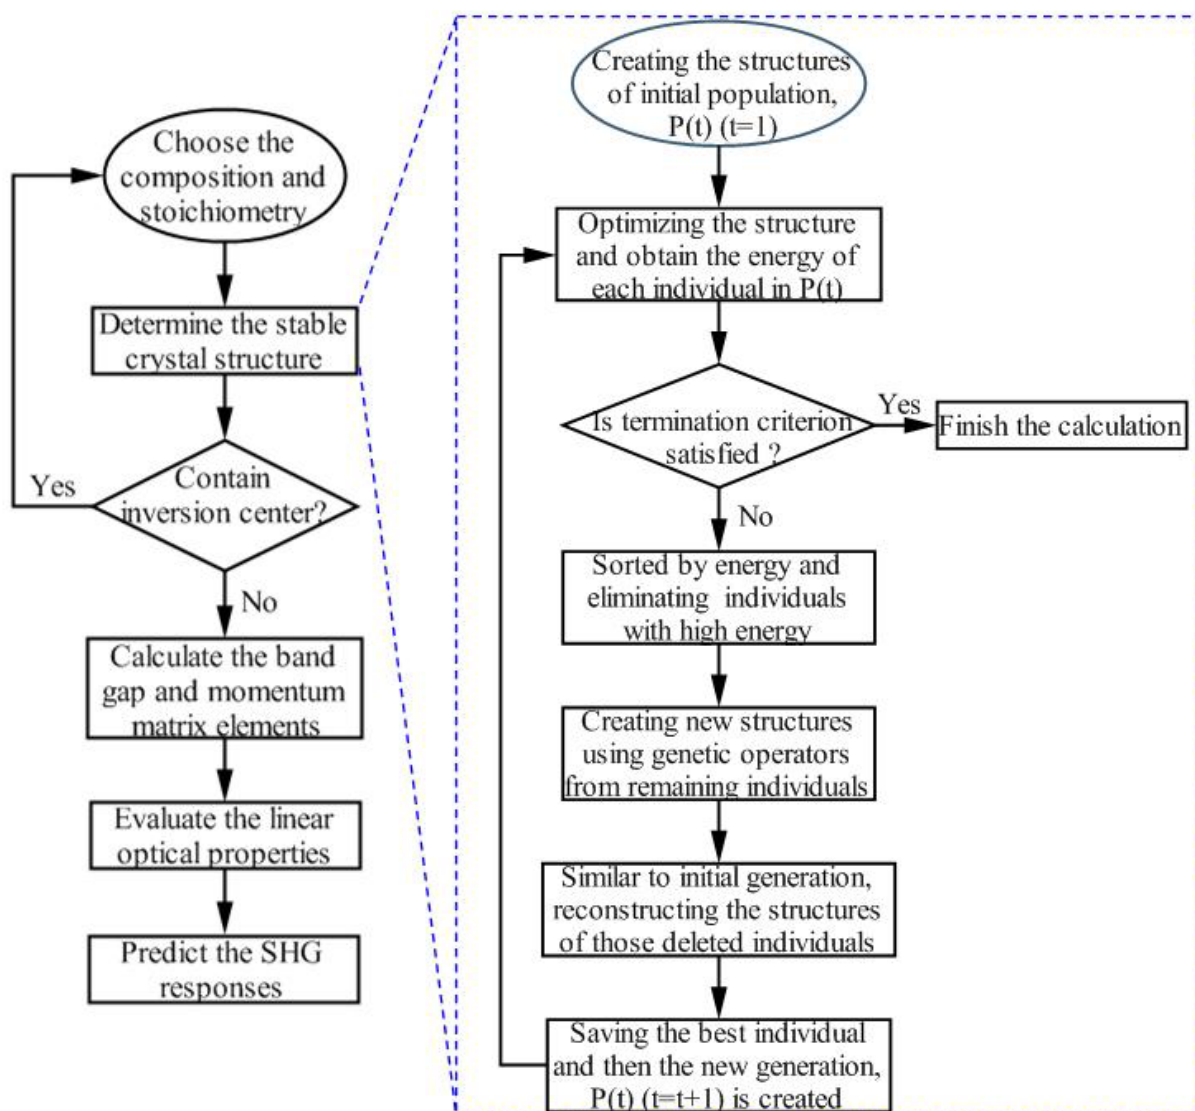 Choose the
composition and
stoichiometry
Determine the stable
crystal structure
Contain
inversion center?
Yes
No
Calculate the band
gap and momentum
matrix elements
Evaluate the linear
optical properties
Predict the SHG
responses
Creating the structures
of initial population,
P(t) (t=1)
Optimizing the structure
and obtain the energy of
each individual in P(t)
Is termination criterion
satisfied ?
Yes
Finish the calculation
No
Sorted by energy and
eliminating individuals
with high energy
Creating new structures
using genetic operators
from remaining individuals
Similar to initial generation,
reconstructing the structures
of those deleted individuals
Saving the best individual
and then the new generation,
P(t) (t=t+1) is created